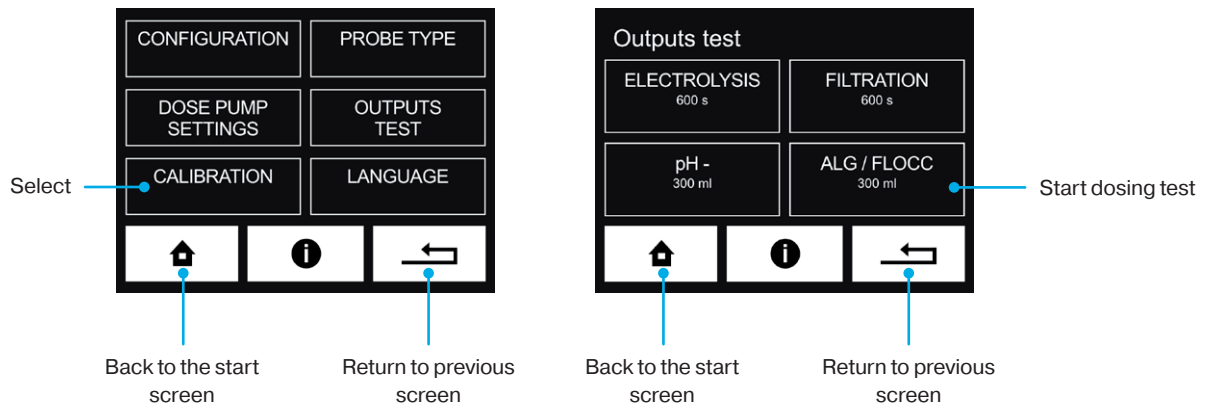 CONFIGURATION
PROBE TYPE
DOSE PUMP
SETTINGS
OUTPUTS
TEST
Select
CALIBRATION
LANGUAGE
Back to the start
screen
Return to previous
screen
Outputs test
ELECTROLYSIS
600 s
FILTRATION
600 s
pH -
300 ml
ALG / FLOCC
300 ml
Start dosing test
Back to the start
screen
Return to previous
screen